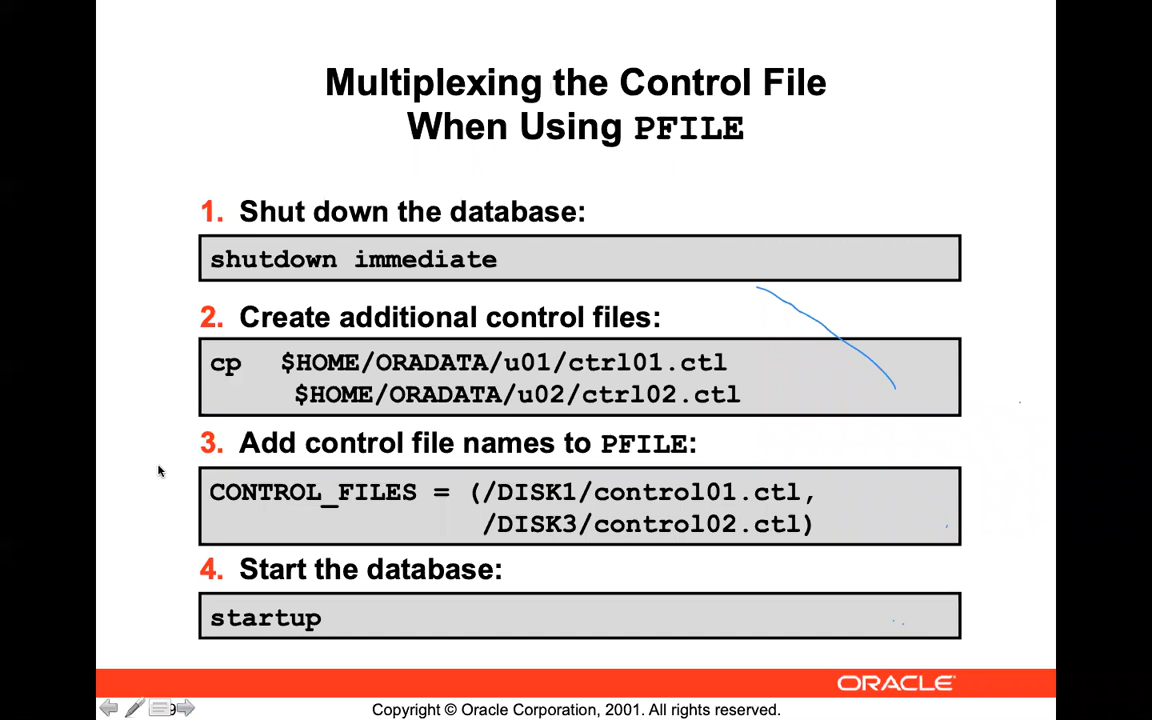 Multiplexing the Control File
When Using PFILE
1. Shut down the database:
shutdown immediate
2. Create additional control files:
cp $HOME/ORADATA/u01/ctrl01.ctl
$HOME/ORADATA/u02/ctrl02.ctl
3. Add control file names to PFILE:
CONTROL_FILES = (/DISK1/control01.ctl,
/DISK3/control02.ctl)
4. Start the database:
startup
ORACLE
Copyright © Oracle Corporation, 2001. All rights reserved.